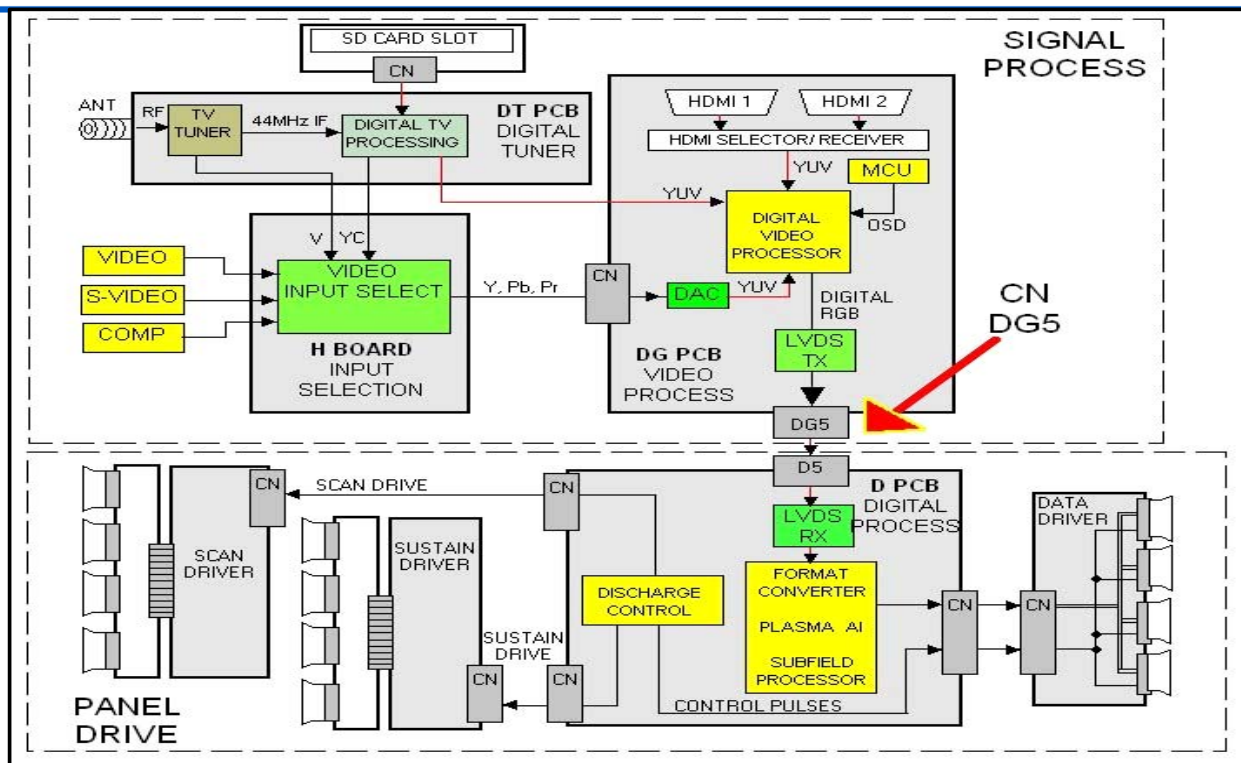 SD CARD SLOT
CN
SIGNAL
PROCESS
ANT
RF
TV
TUNER
44MHz IF
DIGITAL TV
PROCESSING
DT PCB
DIGITAL
TUNER
HDMI 1
HDMI 2
HDMI SELECTOR/ RECEIVER
YUV
MCU
YUV
OSD
DIGITAL
VIDEO
PROCESSOR
V
YC
VIDEO
S-VIDEO
COMP
VIDEO
INPUT SELECT
Y, Pb, Pr
CN
DAC
YUV
DIGITAL
RGB
CN
DG5
H BOARD
INPUT
SELECTION
DG PCB
VIDEO
PROCESS
LVDS
TX
DG5
D5
CN
SCAN DRIVE
CN
D PCB
DIGITAL
PROCESS
LVDS
RX
DATA
DRIVER
SCAN
DRIVER
SUSTAIN
DRIVER
DISCHARGE
CONTROL
FORMAT
CONVERTER
PLASMA AI
SUBFIELD
PROCESSOR
CN
CN
SUSTAIN
DRIVE
CN
CN
CONTROL PULSES
PANEL
DRIVE